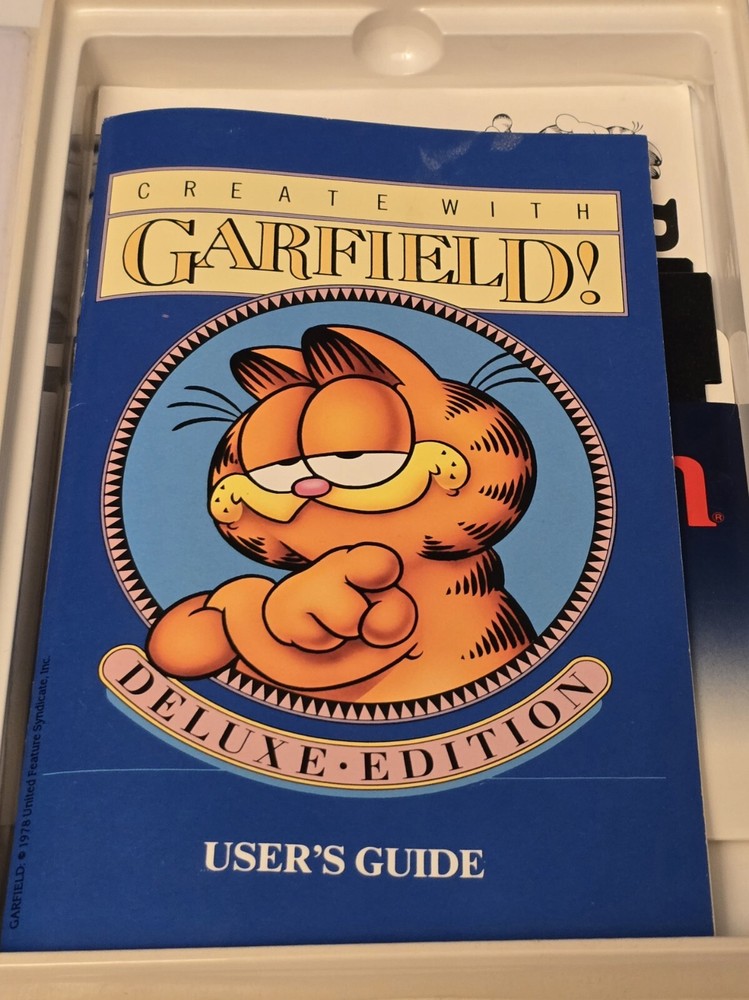 CREATE WITH
GARFIELD!
DELUXE · EDITION
USER'S GUIDE
GARFIELD: © 1978 United Feature Syndicate, Inc.
®